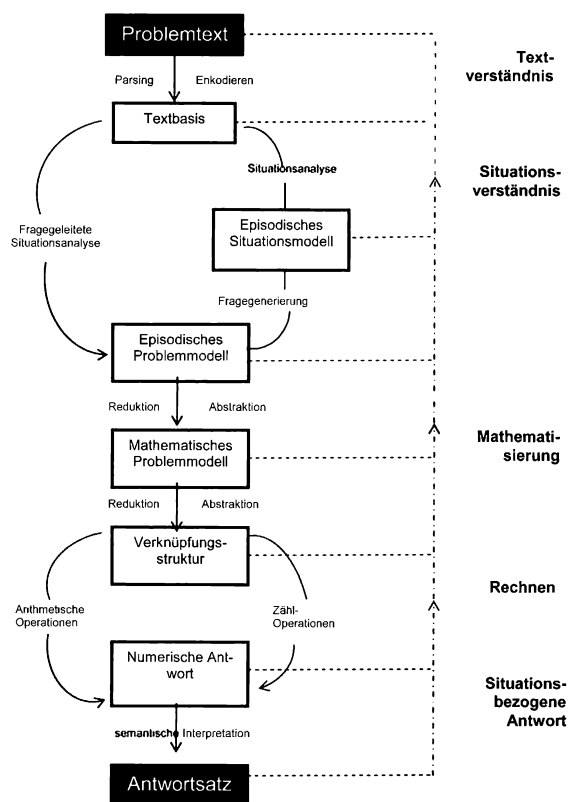 Problemtext
Text-
verständnis
Parsing Enkodieren
Textbasis
Situationsanalyse
Situations-
verständnis
Fragegeleitete
Situationsanalyse
Episodisches
Situationsmodell
Fragegenerierung
Episodisches
Problemmodell
Reduktion Abstraktion
Mathematisches
Problemmodell
Mathemati-
sierung
Reduktion Abstraktion
Verknüpfungs-
struktur
Rechnen
Arithmetische
Operationen
Zähl-
Operationen
Numerische Ant-
wort
Situations-
bezogene
Antwort
semantische Interpretation
Antwortsatz